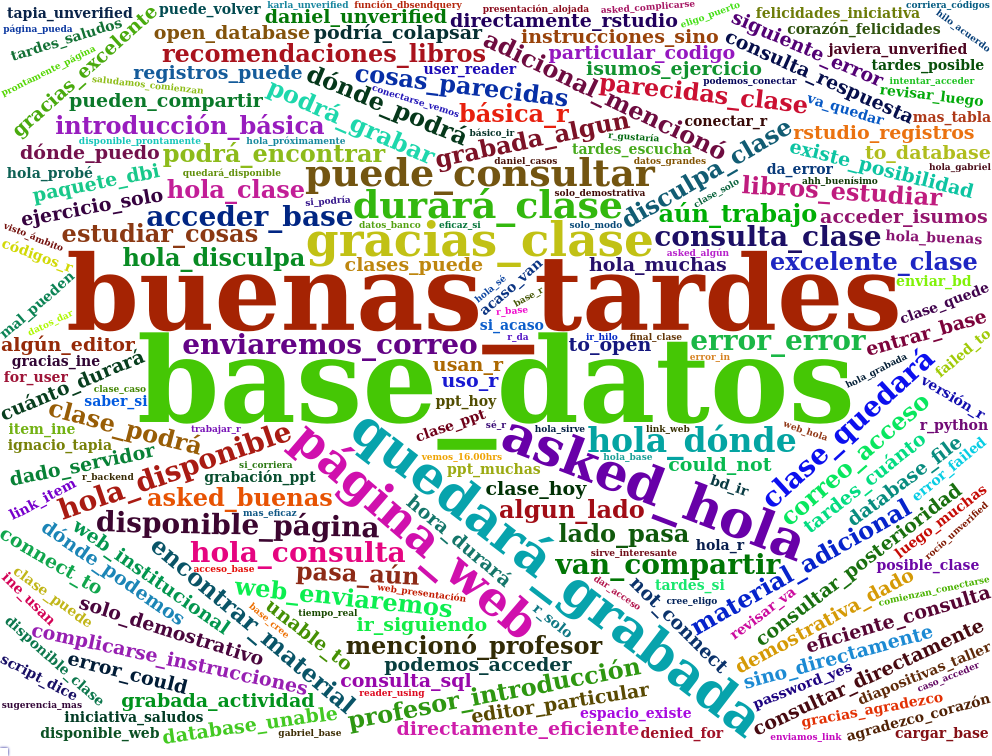 tapia_unverified
puede_volver
karla_unverified
función_dbsendquery
presentación_alojada
asked_complicarse
corriera_códigos
página_pueda
daniel_unverified
directamente_rstudio
eligo_puerto
felicidades_iniciativa
hilo_acuerdo
tardes_saludos
gracias_excelente
open_database
podría_colapsar
instrucciones_sino
siguiente_error
corazón_felicidades
prontamente_página
recomendaciones_libros
adicional_mencionó
particular_codigo
consulta_respuesta
javiera_unverified
saludamos_comienzan
registros_puede
dónde_podrá
cosas_parecidas
user_reader
isumos_ejercicio
podemos_conectar
tardes_posible
intentar_acceder
pueden_compartir
podrá_grabar
conectarse_vemos
básica_r
parecidas_clase
va_quedar
revisar_luego
introducción_básica
básico_ir
grabada_algun
r_gustaría
conectar_r
mas_tabla
disponible_prontamente
hola_próximamente
rstudio_registros
dónde_puedo
podrá_encontrar
daniel_casos
tardes_escucha
datos_grandes
disculpa_clase
existe_posibilidad
to_database
hola_probé
paquete_dbi
quedará_disponible
puede_consultar
da_error
hola_gabriel
ahh_buenísimo
hola_clase
si_podría
solo_demostrativa
clase_solo
libros_estudiar
ejercicio_solo
acceder_base
durará_clase
aún_trabajo
acceder_isumos
visto_ámbito
estudiar_cosas
datos_banco
eficaz_si
solo_modo
gracias_clase
consulta_clase
hola_buenas
códigos_r
hola_disculpa
clases_puede
asked_algún
hola_muchas
excelente_clase
mal_pueden
buenas_tardes
hola_sé
acaso_van
base_r
enviar_bd
clase_quede
datos_dar
r_base
si_acaso
entrar_base
algún_editor
enviaremos_correo
r_da
ir_hilo
final_clase
to_open
error_error
failed_to
gracias_ine
error_in
hola_grabada
for_user
cuánto_durará
base_datos
usan_r
uso_r
versión_r
clase_caso
saber_si
ppt_hoy
clase_quedará
item_ine
clase_podrá
trabajar_r
clase_ppt
sé_r
hola_sirve
link_web
web_hola
r_python
ignacio_tapia
hola_disponible
página_web
quedará_grabada
asked_hola
hola_dónde
correo_acceso
tardes_cuánto
dado_servidor
r_backend
si_corriera
grabación_ppt
vemos_16.00hrs
ppt_muchas
hola_base
could_not
database_file
error_failed
link_item
asked_buenas
clase_hoy
bd_ir
material_adicional
luego_muchas
mas_eficaz
algun_lado
consultar_posterioridad
rocio_unverified
dónde_podemos
web_institucional
disponible_página
hora_durará
lado_pasa
hola_r
connect_to
encontrar_material
hola_consulta
sirve_interesante
van_compartir
posible_clase
acceso_base
pasa_aún
dar_acceso
not_connect
tardes_si
revisar_ya
demostrativa_dado
comienzan_conectarse
ine_usan
clase_puede
solo_demostrativo
base_cree
unable_to
web_enviaremos
web_presentación
tiempo_real
r_solo
cree_eligo
eficiente_consulta
disponible_clase
complicarse_instrucciones
ir_siguiendo
sino_directamente
consultar_directamente
script_dice
error_could
mencionó_profesor
podemos_acceder
password_yes
diapositivas_taller
caso_acceder
sugerencia_mas
grabada_actividad
consulta_sql
reader_using
profesor_introducción
editor_particular
espacio_existe
gracias_agradezco
agradezco_corazón
iniciativa_saludos
database_unable
directamente_eficiente
denied_for
enviamos_link
cargar_base
disponible_web
gabriel_base